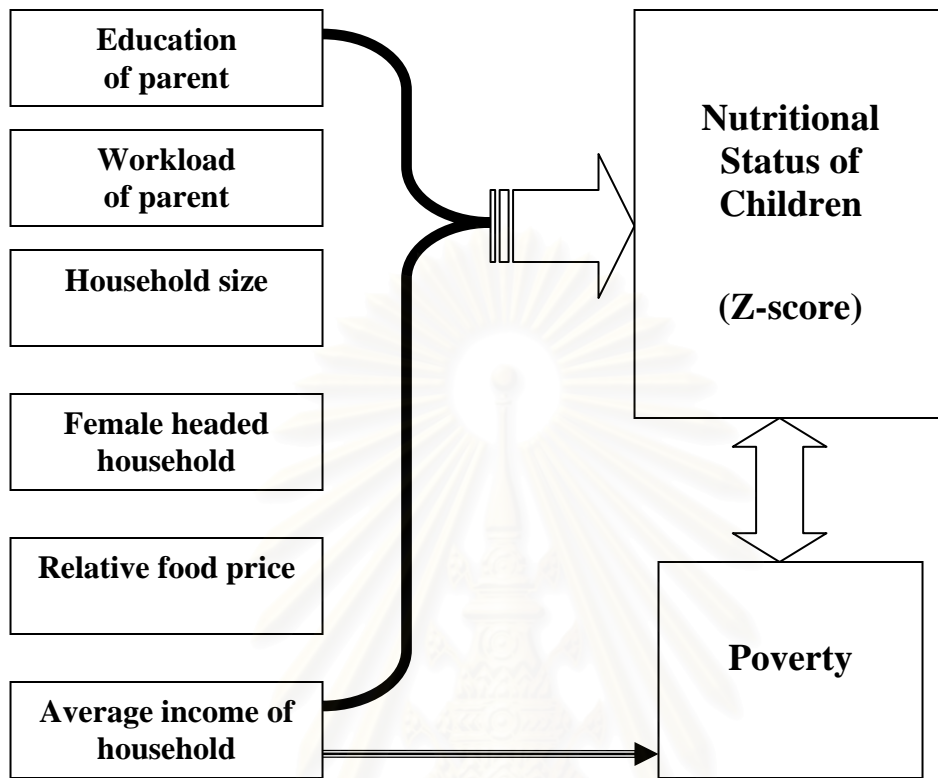 Education
of parent
Workload
of parent
Household size
Female headed
household
Relative food price
Average income of
household
Nutritional
Status of
Children
(Z-score)
Poverty